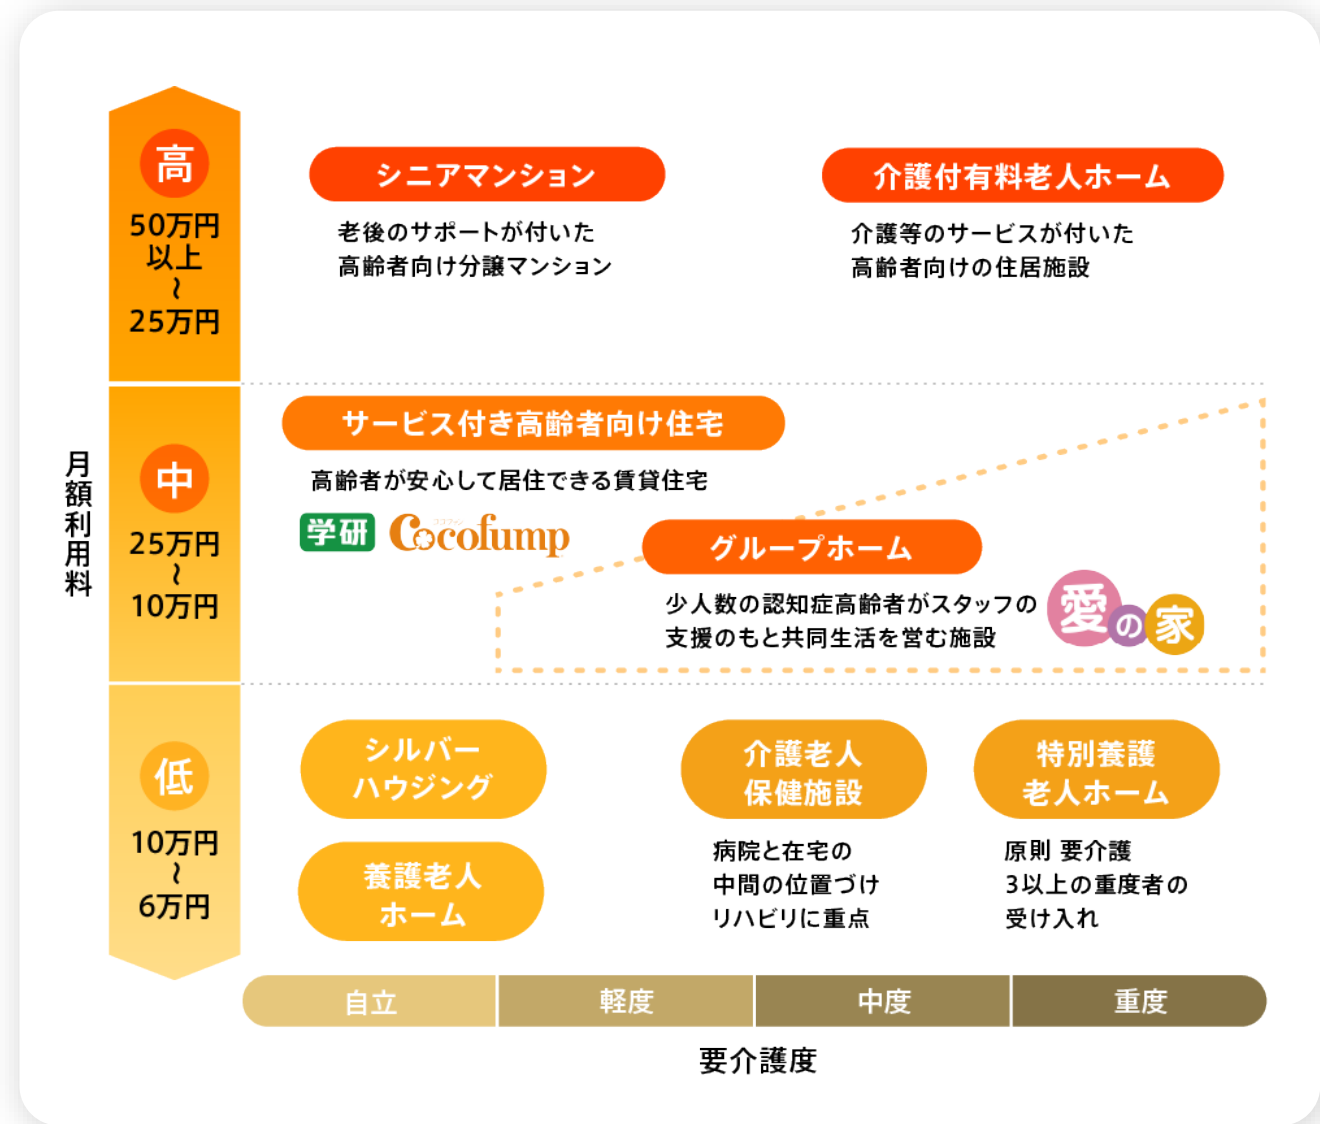 月額利用料
高
50万円
以上
~
25万円
シニアマンション
老後のサポートが付いた
高齢者向け分譲マンション
介護付有料老人ホーム
介護等のサービスが付いた
高齢者向けの住居施設
中
25万円
~
10万円
サービス付き高齢者向け住宅
高齢者が安心して居住できる賃貸住宅
学研
ココファン
Cocofump
グループホーム
少人数の認知症高齢者がスタッフの
支援のもと共同生活を営む施設
愛の家
低
10万円
~
6万円
シルバー
ハウジング
養護老人
ホーム
介護老人
保健施設
病院と在宅の
中間の位置づけ
リハビリに重点
特別養護
老人ホーム
原則 要介護
3以上の重度者の
受け入れ
自立
軽度
中度
重度
要介護度